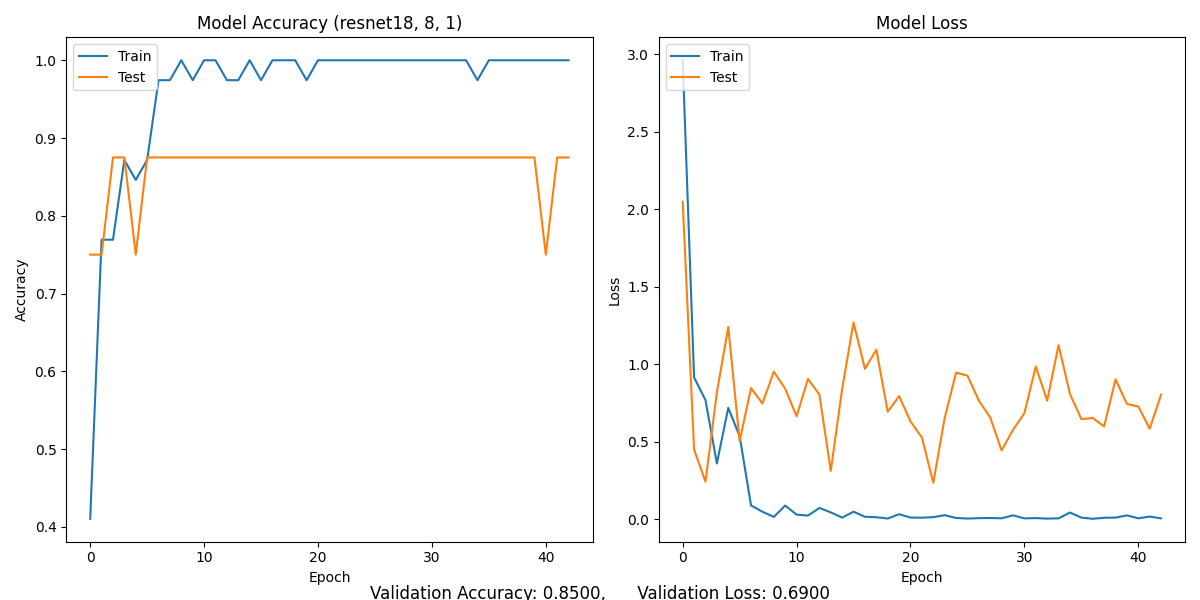 Model Accuracy (resnet18, 8, 1)
Train
Test
1.0
0.9
0.8
0.7
0.6
0.5
0.4
Accuracy
0
10
20
30
40
Epoch
Model Loss
Train
Test
3.0
2.5
2.0
1.5
1.0
0.5
0.0
Loss
0
10
20
30
40
Epoch
Validation Accuracy: 0.8500, Validation Loss: 0.6900